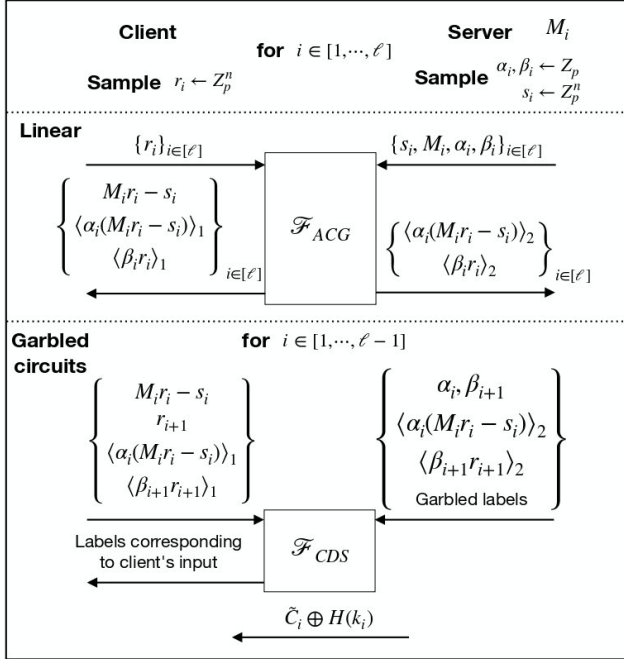 Client Server M_i
for i ∈ [1,⋯,ℓ]
Sample r_i ← Z_p^n Sample α_i, β_i ← Z_p
s_i ← Z_p^n
Linear
{r_i}_{i∈[ℓ]} {s_i, M_i, α_i, β_i}_{i∈[ℓ]}
M_i r_i − s_i
⟨α_i(M_i r_i − s_i)⟩_1
⟨β_i r_i⟩_1
i∈[ℓ]
ℱ_{ACG}
⟨α_i(M_i r_i − s_i)⟩_2
⟨β_i r_i⟩_2
i∈[ℓ]
Garbled
circuits
for i ∈ [1,⋯,ℓ − 1]
M_i r_i − s_i
r_{i+1}
⟨α_i(M_i r_i − s_i)⟩_1
⟨β_{i+1} r_{i+1}⟩_1
α_i, β_{i+1}
⟨α_i(M_i r_i − s_i)⟩_2
⟨β_{i+1} r_{i+1}⟩_2
Garbled labels
Labels corresponding
to client's input
ℱ_{CDS}
C̃_i ⊕ H(k_i)